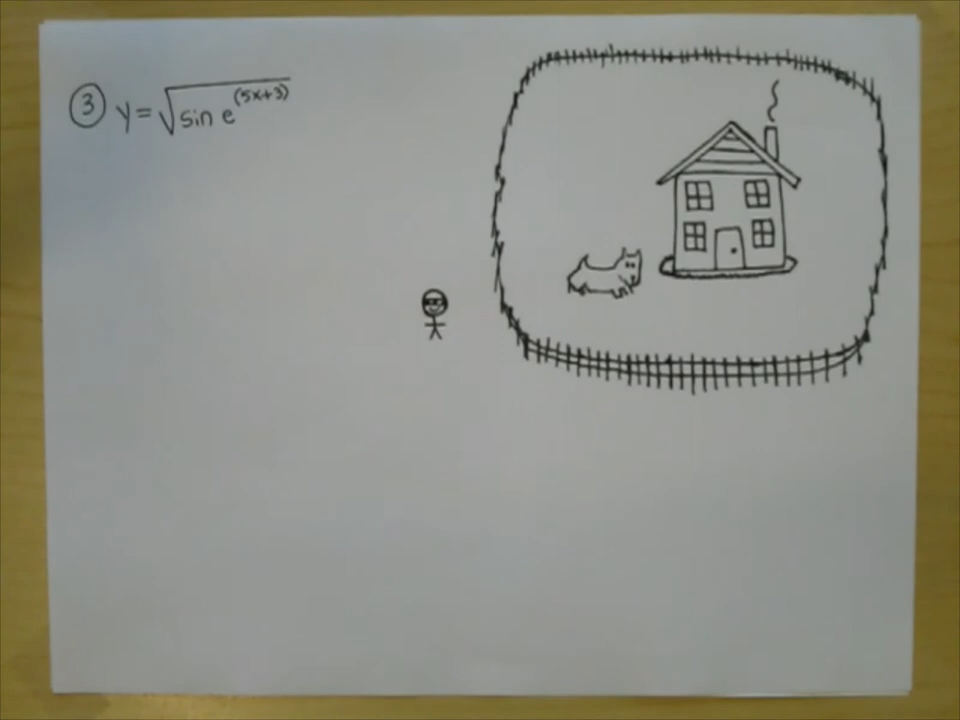 ③ y = √(sin e^(5x+3))